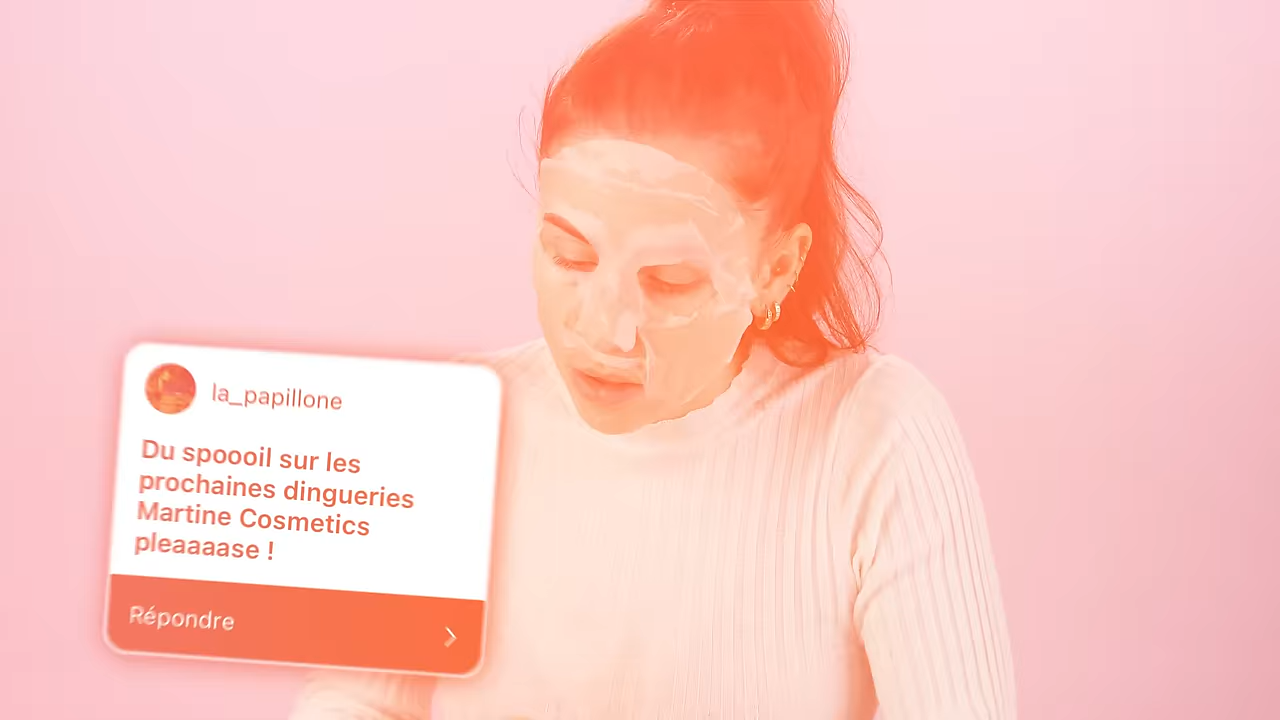 la_papillone
Du spoooil sur les
prochaines dingueries
Martine Cosmetics
pleaaaase !
Répondre